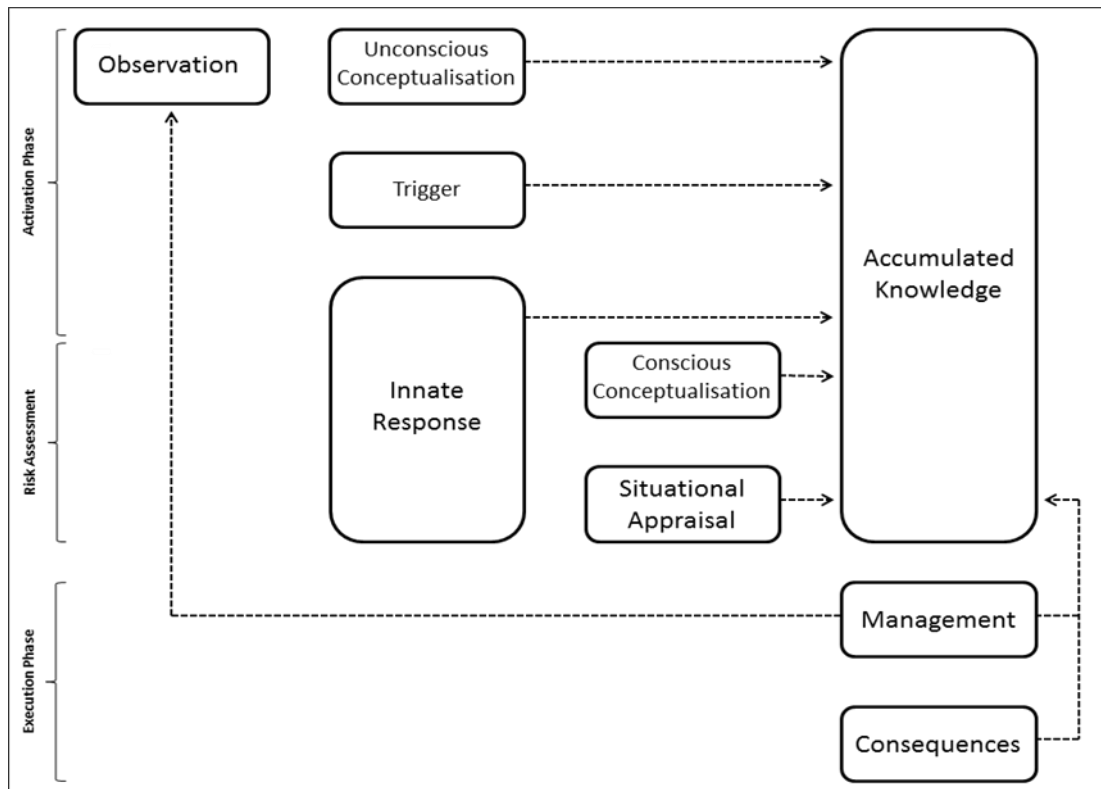 Activation Phase
Observation
Unconscious
Conceptualisation
Trigger
Accumulated
Knowledge
Risk Assessment
Innate
Response
Conscious
Conceptualisation
Situational
Appraisal
Execution Phase
Management
Consequences